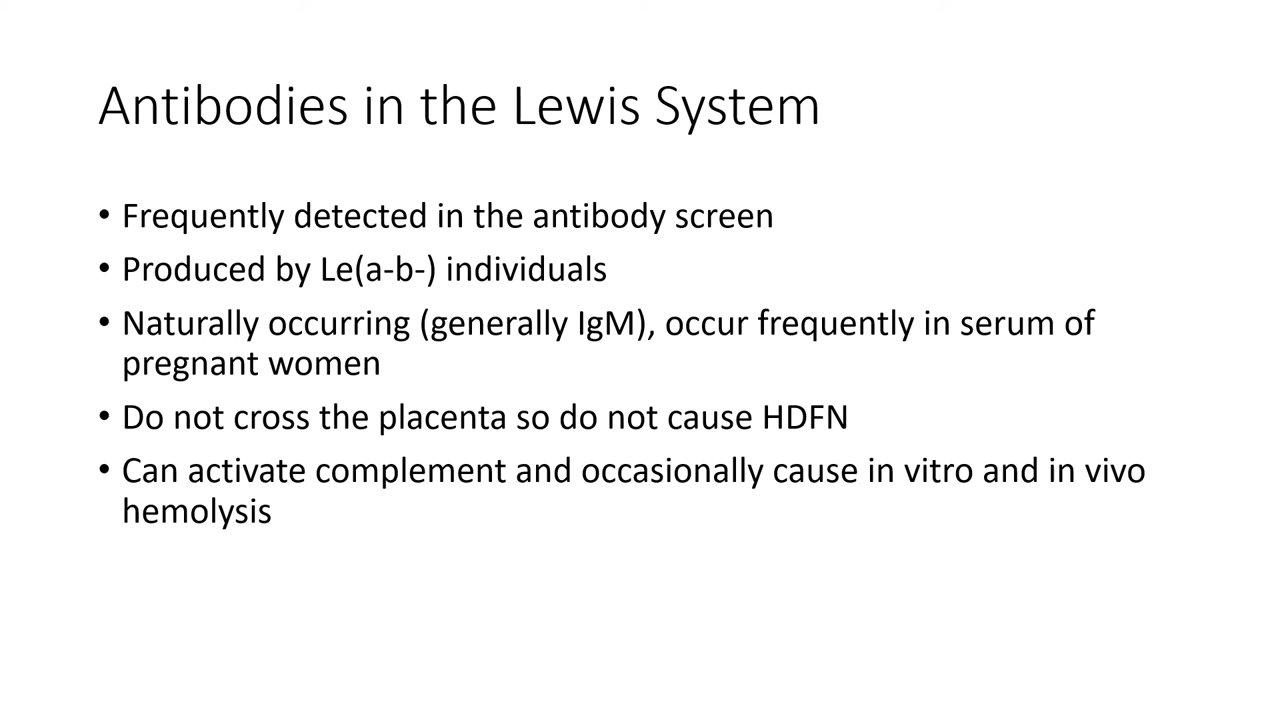 Antibodies in the Lewis System
• Frequently detected in the antibody screen
• Produced by Le(a-b-) individuals
• Naturally occurring (generally IgM), occur frequently in serum of
pregnant women
• Do not cross the placenta so do not cause HDFN
• Can activate complement and occasionally cause in vitro and in vivo
hemolysis